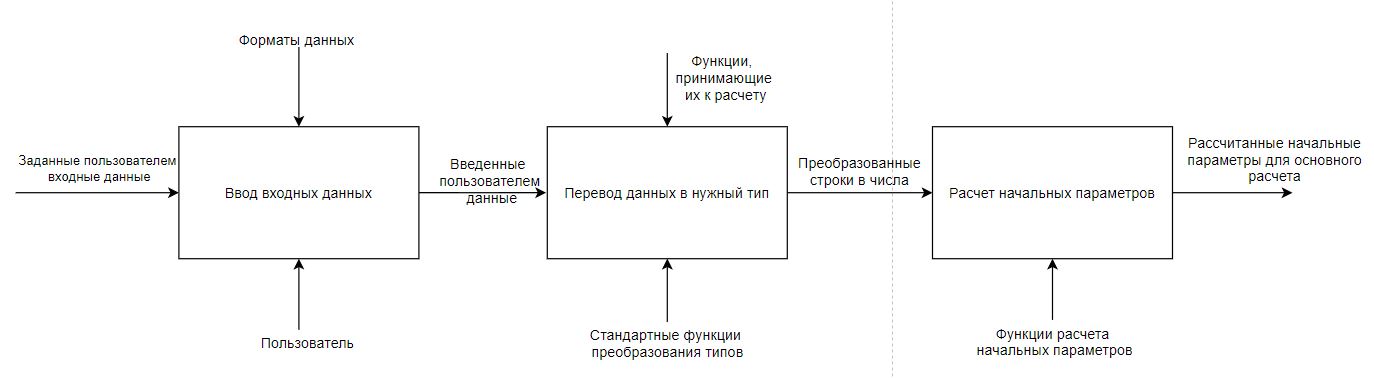 Форматы данных
Функции,
принимающие
их к расчету
Заданные пользователем
входные данные
Ввод входных данных
Введенные
пользователем
данные
Перевод данных в нужный тип
Преобразованные
строки в числа
Расчет начальных параметров
Рассчитанные начальные
параметры для основного
расчета
Пользователь
Стандартные функции
преобразования типов
Функции расчета
начальных параметров